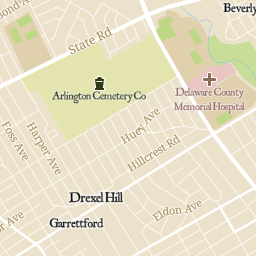 Beverly
State Rd
Arlington Cemetery Co
Delaware County
Memorial Hospital
Foss Ave
Harper Ave
Huey Ave
Hillcrest Rd
Drexel Hill
Garrettford
Eldon Ave
Ave